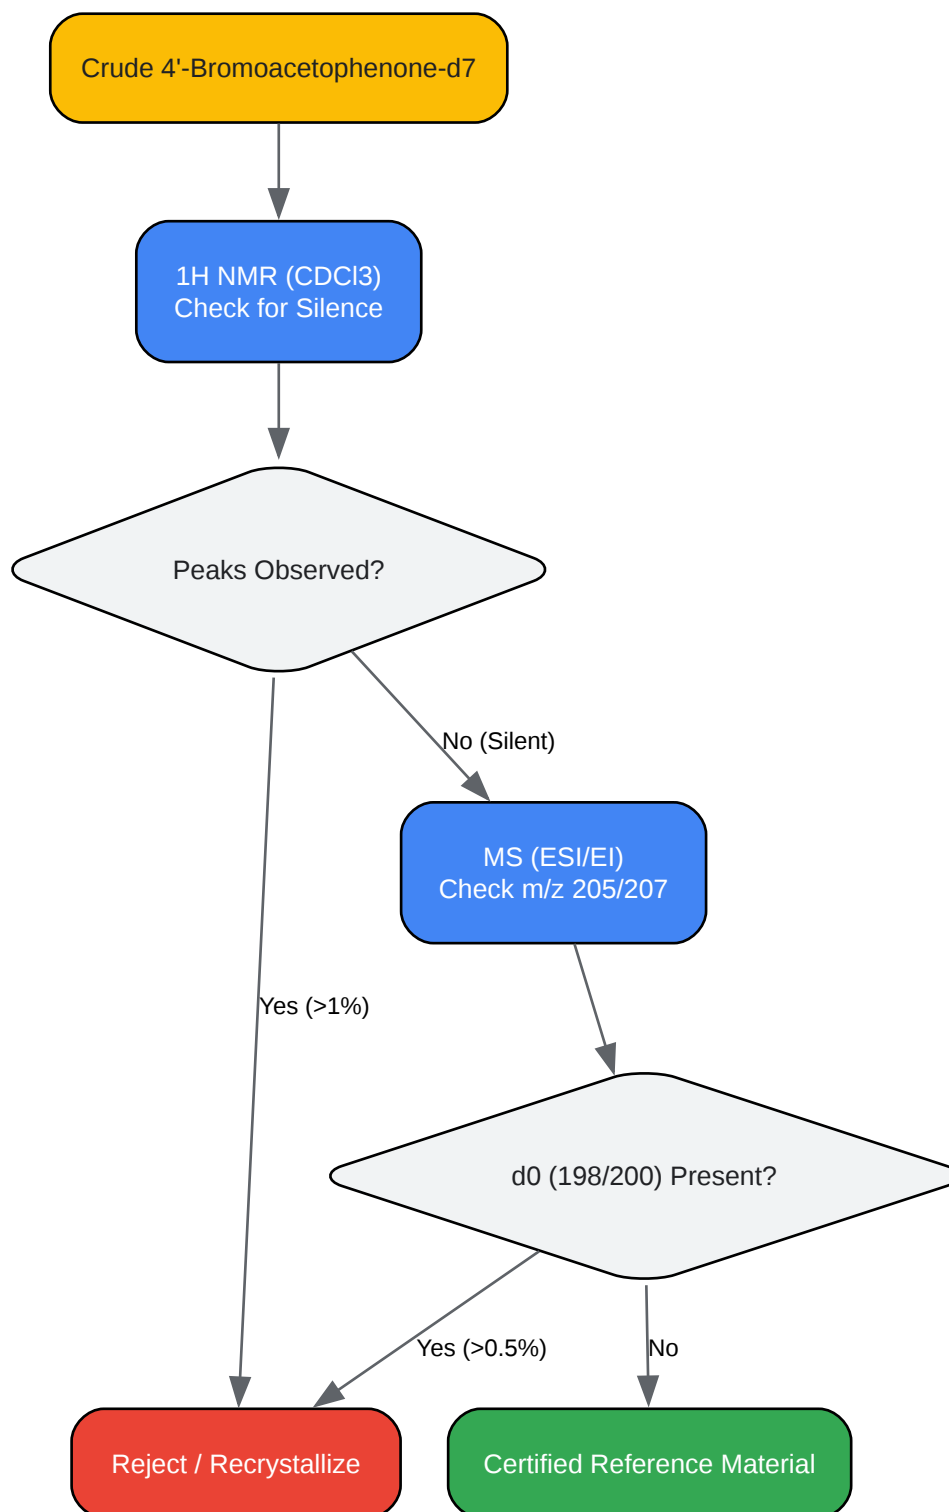 Crude 4'-Bromoacetophenone-d7
1H NMR (CDCl3)
Check for Silence
Peaks Observed?
No (Silent)
MS (ESI/EI)
Check m/z 205/207
Yes (>1%)
d0 (198/200) Present?
Yes (>0.5%)
No
Reject / Recrystallize
Certified Reference Material